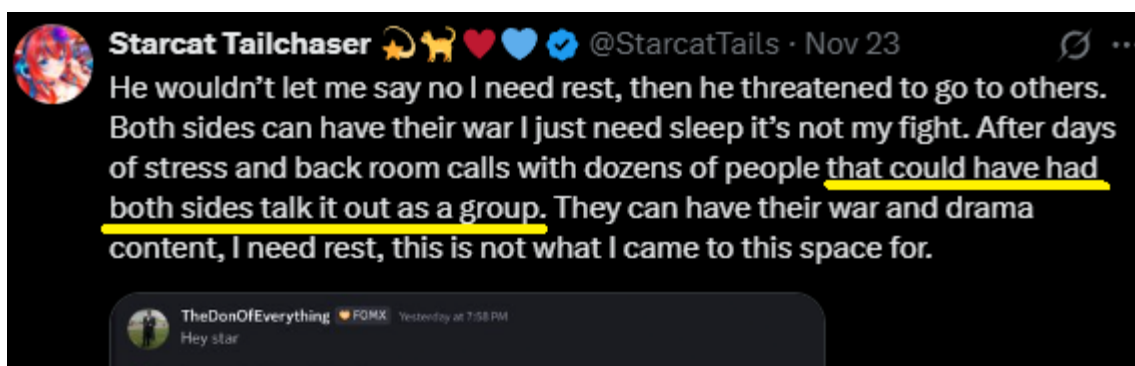 Starcat Tailchaser 💫🐈❤️🩵 @StarcatTails · Nov 23
He wouldn’t let me say no I need rest, then he threatened to go to others.
Both sides can have their war I just need sleep it’s not my fight. After days
of stress and back room calls with dozens of people that could have had
both sides talk it out as a group. They can have their war and drama
content, I need rest, this is not what I came to this space for.
TheDonOfEverything FOMX Yesterday at 7:58 PM
Hey star